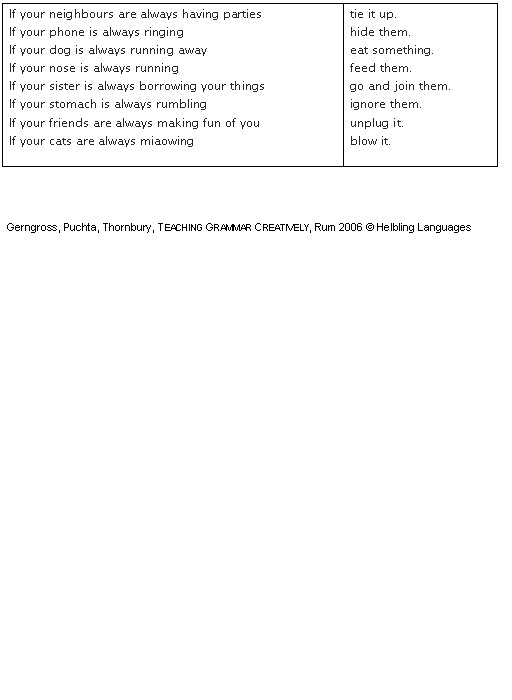 If your neighbours are always having parties tie it up.
If your phone is always ringing hide them.
If your dog is always running away eat something.
If your nose is always running feed them.
If your sister is always borrowing your things go and join them.
If your stomach is always rumbling ignore them.
If your friends are always making fun of you unplug it.
If your cats are always miaowing blow it.
Gerngross, Puchta, Thornbury, TEACHING GRAMMAR CREATIVELY, Rum 2006 © Helbling Languages